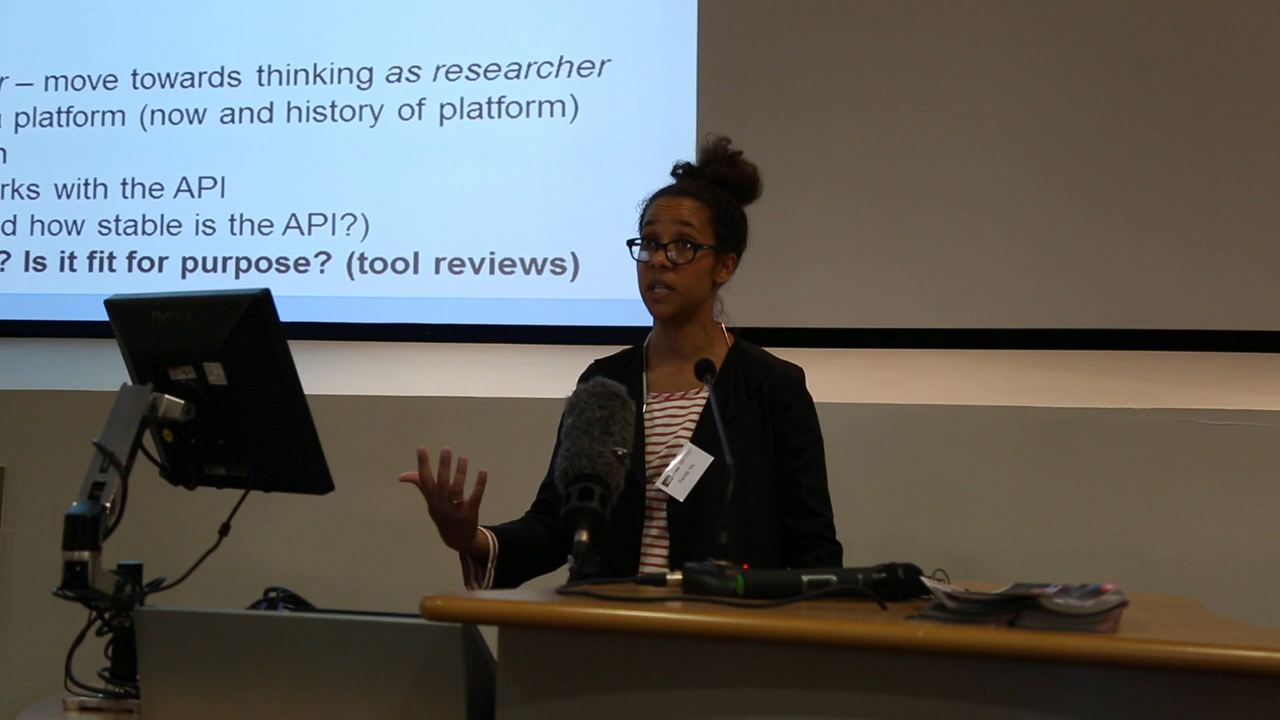 r – move towards thinking as researcher
platform (now and history of platform)
n
rks with the API
d how stable is the API?)
? Is it fit for purpose? (tool reviews)